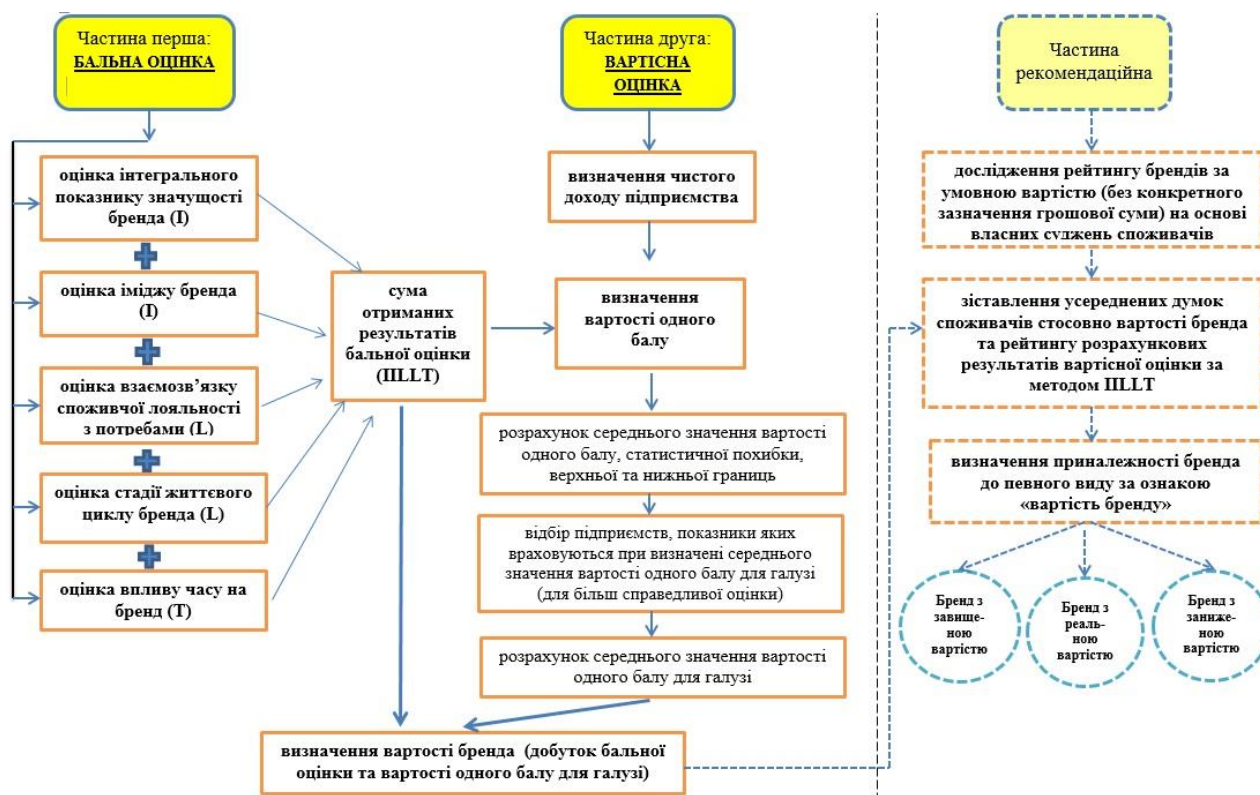 Частина перша:
БАЛЬНА ОЦІНКА
оцінка інтегрального
показнику значущості
бренда (I)
оцінка іміджу бренда
(I)
оцінка взаємозв’язку
споживчої лояльності
з потребами (L)
оцінка стадії життєвого
циклу бренда (L)
оцінка впливу часу на
бренд (T)
сума
отриманих
результатів
бальної оцінки
(IILLT)
Частина друга:
ВАРТІСНА
ОЦІНКА
визначення чистого
доходу підприємства
визначення
вартості одного
балу
розрахунок середнього значення вартості
одного балу, статистичної похибки,
верхньої та нижньої границь
відбір підприємств, показники яких
враховуються при визначені середнього
значення вартості одного балу для галузі
(для більш справедливої оцінки)
розрахунок середнього значення вартості
одного балу для галузі
визначення вартості бренда (добуток бальної
оцінки та вартості одного балу для галузі)
Частина
рекомендаційна
дослідження рейтингу брендів за
умовною вартістю (без конкретного
зазначення грошової суми) на основі
власних суджень споживачів
зіставлення усереднених думок
споживачів стосовно вартості бренда
та рейтингу розрахункових
результатів вартісної оцінки за
методом IILLT
визначення приналежності бренда
до певного виду за ознакою
«вартість бренду»
Бренд з
завище-
ною
вартістю
Бренд з
реаль-
ною
вартістю
Бренд з
заниже-
ною
вартістю